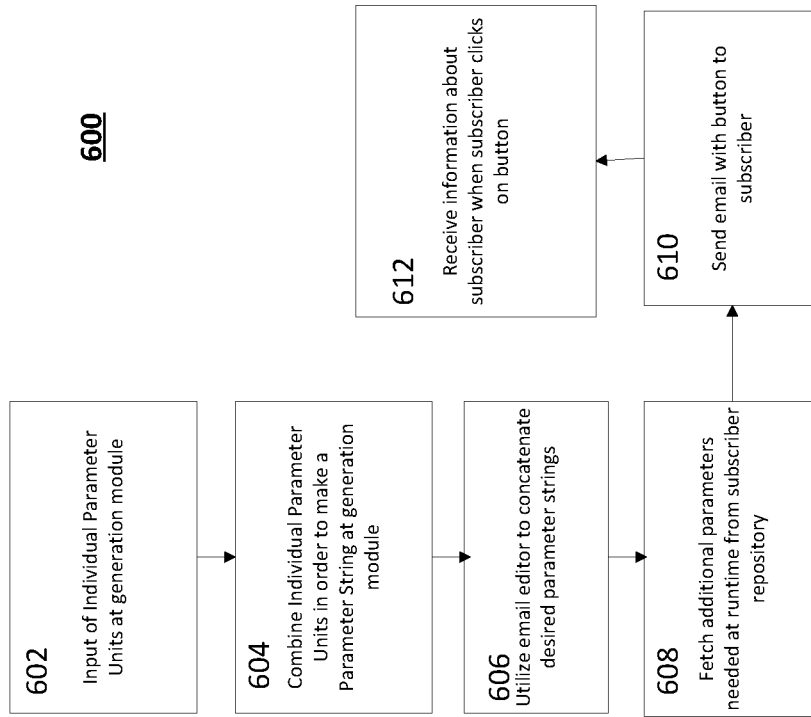 600
602
Input of Individual Parameter
Units at generation module
604
Combine Individual Parameter
Units in order to make a
Parameter String at generation
module
606
Utilize email editor to concatenate
desired parameter strings
608
Fetch additional parameters
needed at runtime from subscriber
repository
610
Send email with button to
subscriber
612
Receive information about
subscriber when subscriber clicks
on button